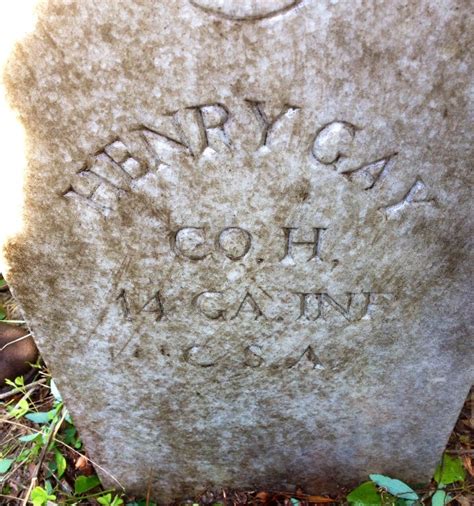 HENRY GAY
CO. H.
14 GA. INF
C.S.A.